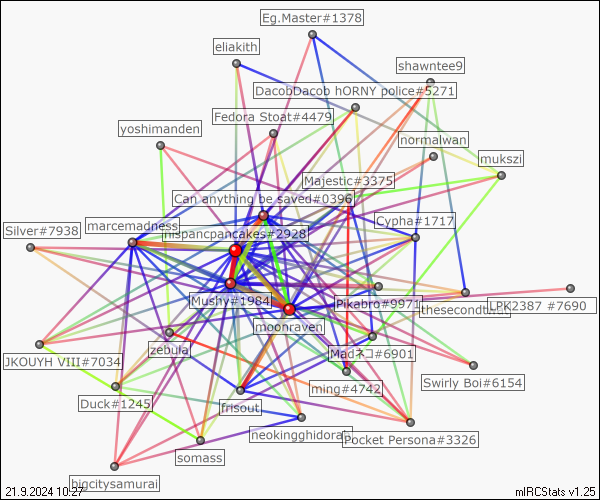 Eg.Master#1378
eliakith
shawntee9
DacobDacob hORNY police#5271
Fedora Stoat#4479
yoshimanden
normalwan
mukszi
Majestic#3375
Can anything be saved#0396
Cypha#1717
Silver#7938
marcemadness
mispancpancakes#2928
Mushy#1984
Pikabro#9971
LPK2387 #7690
moonraven
zebula
JKOUYH VIII#7034
Madネコ#6901
Swirly Boi#6154
ming#4742
Duck#1245
frisout
neokingghidorah
Pocket Persona#3326
somass
bigcitysamurai
21.9.2024 10:27
mIRCStats v1.25